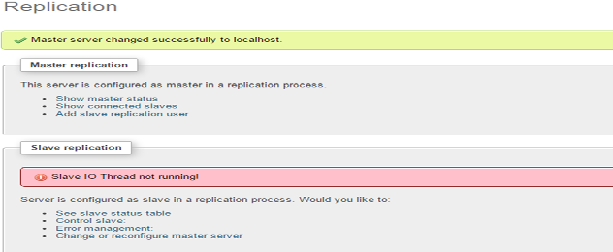 Replication
Master server changed successfully to localhost.
Master replication
This server is configured as master in a replication process.
Show master status
Show connected slaves
Add slave replication user
Slave replication
Slave IO Thread not running!
Server is configured as slave in a replication process. Would you like to:
See slave status table
Control slave:
Error management:
Change or reconfigure master server